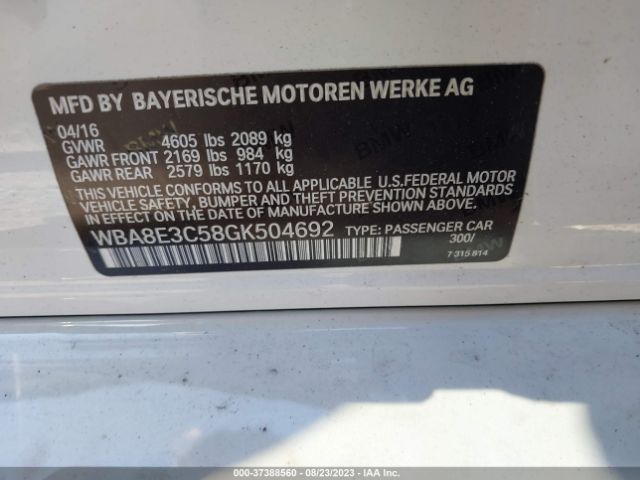 MFD BY BAYERISCHE MOTOREN WERKE AG
04/16
GVWR 4605 lbs 2089 kg
GAWR FRONT 2169 lbs 984 kg
GAWR REAR 2579 lbs 1170 kg
THIS VEHICLE CONFORMS TO ALL APPLICABLE U.S.FEDERAL MOTOR
VEHICLE SAFETY, BUMPER, AND THEFT PREVENTION STANDARDS
IN EFFECT ON THE DATE OF MANUFACTURE SHOWN ABOVE.
WBA8E3C58GK504692 TYPE: PASSENGER CAR
300/
7 315 814
000-37388560 08/23/2023 IAA Inc.